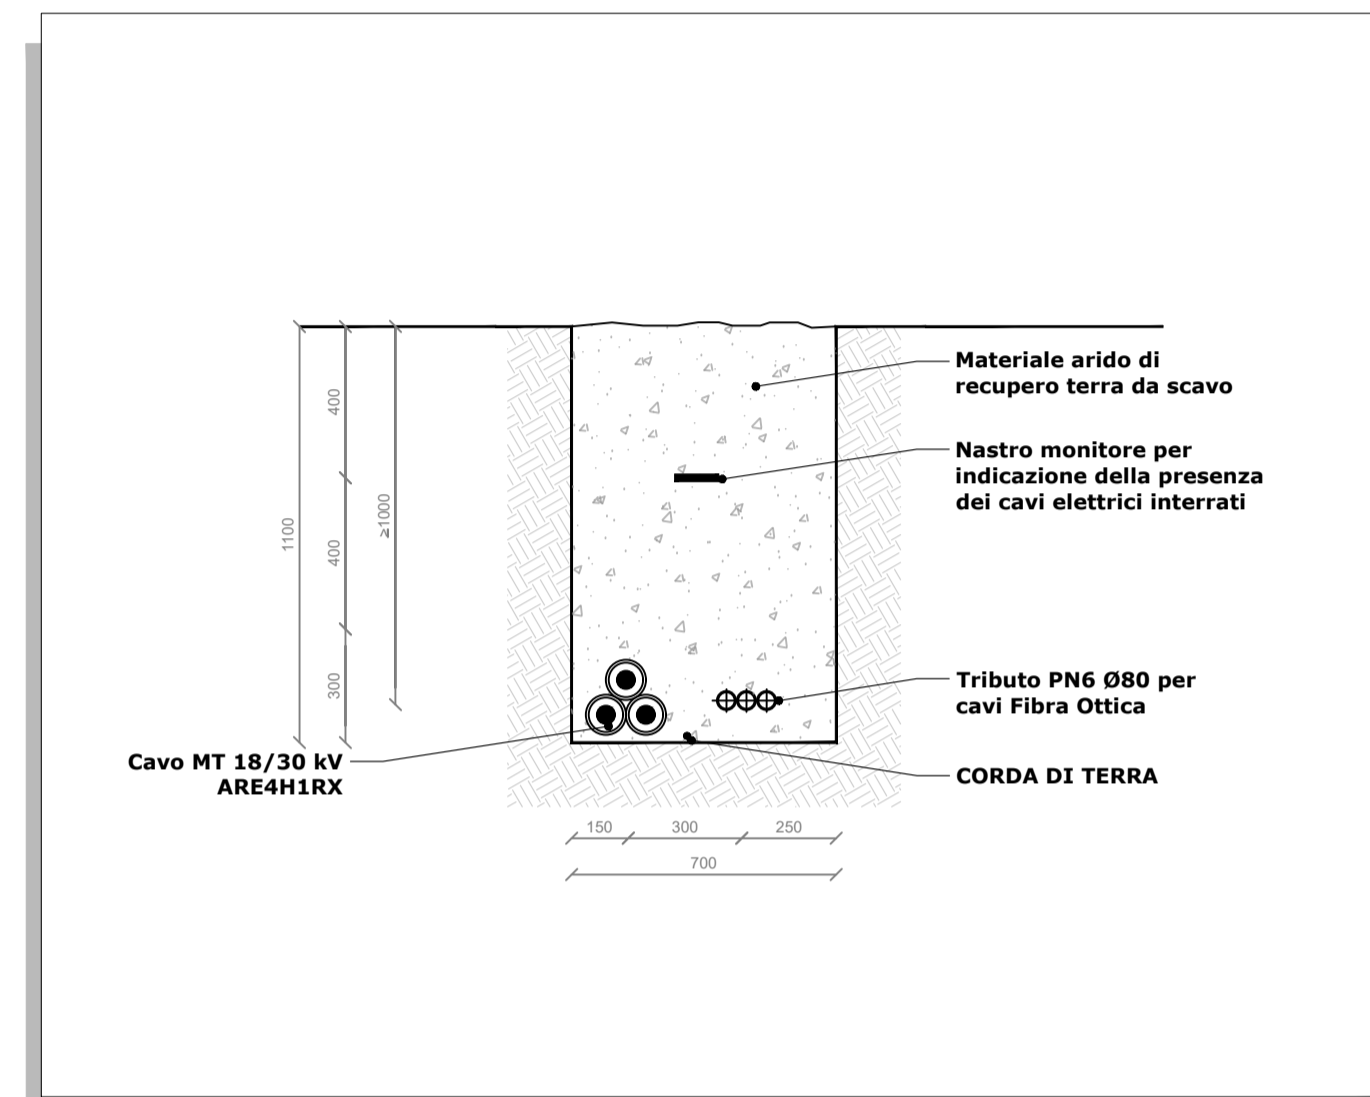 Materiale arido di
recupero terra da scavo
Nastro monitore per
indicazione della presenza
dei cavi elettrici interrati
400
1100
400
≥1000
300
Tributo PN6 Ø80 per
cavi Fibra Ottica
Cavo MT 18/30 kV
ARE4H1RX
CORDA DI TERRA
150
300
250
700